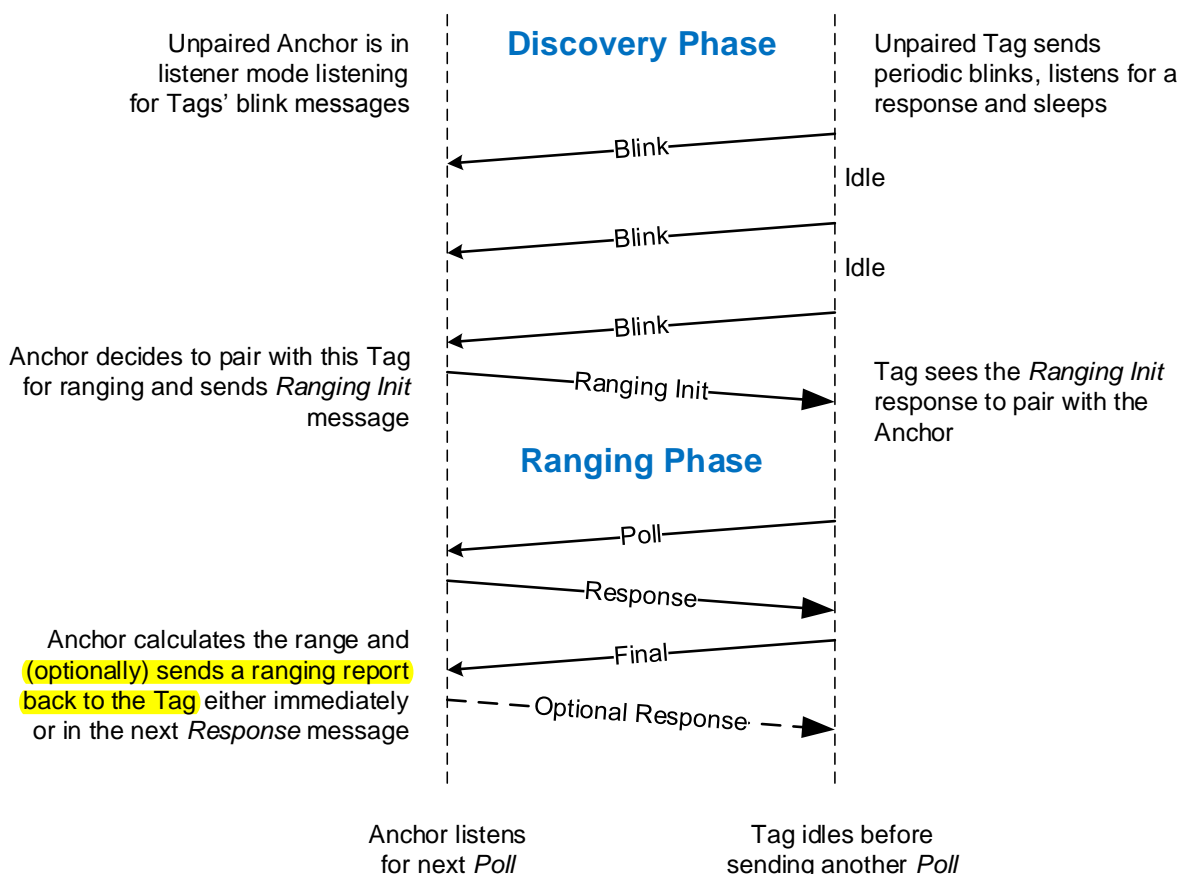 Discovery Phase
Unpaired Anchor is in
listener mode listening
for Tags’ blink messages
Unpaired Tag sends
periodic blinks, listens for a
response and sleeps
Blink
Idle
Blink
Idle
Blink
Anchor decides to pair with this Tag
for ranging and sends Ranging Init
message
Ranging Init
Tag sees the Ranging Init
response to pair with the
Anchor
Ranging Phase
Poll
Response
Final
Anchor calculates the range and
(optionally) sends a ranging report
back to the Tag either immediately
or in the next Response message
Optional Response
Anchor listens
for next Poll
Tag idles before
sending another Poll